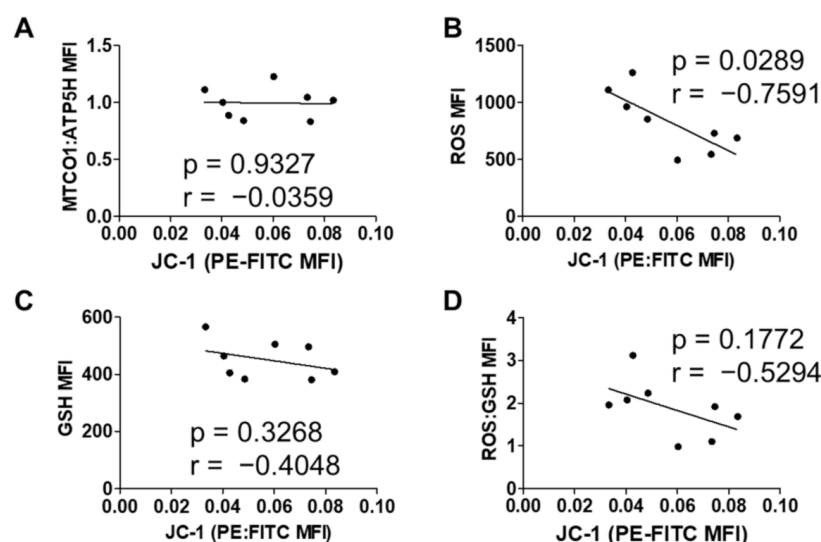 A
MTCO1:ATP5H MFI
1.5
1.0
0.5
0.0
p = 0.9327
r = −0.0359
0.00 0.02 0.04 0.06 0.08 0.10
JC-1 (PE-FITC MFI)
B
ROS MFI
1500
1000
500
0
p = 0.0289
r = −0.7591
0.00 0.02 0.04 0.06 0.08 0.10
JC-1 (PE:FITC MFI)
C
GSH MFI
600
400
200
0
p = 0.3268
r = −0.4048
0.00 0.02 0.04 0.06 0.08 0.10
JC-1 (PE:FITC MFI)
D
ROS:GSH MFI
4
3
2
1
0
p = 0.1772
r = −0.5294
0.00 0.02 0.04 0.06 0.08 0.10
JC-1 (PE-FITC MFI)